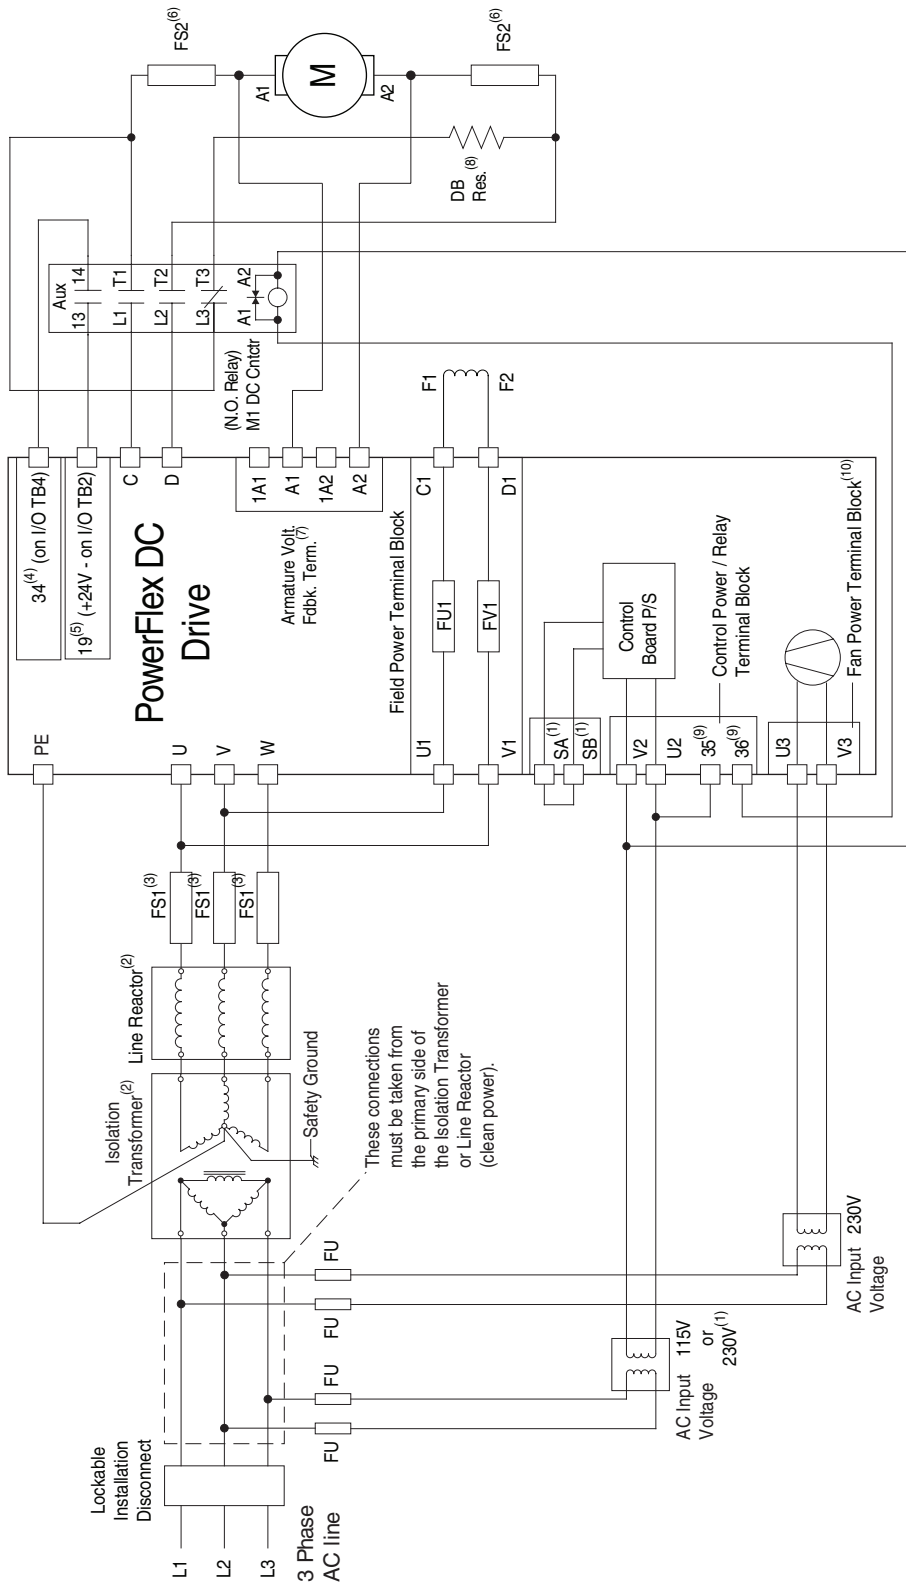 Lockable
Installation
Disconnect
L1
L2
L3
3 Phase
AC line
Isolation
Transformer(2)
Line Reactor(2)
Safety Ground
These connections
must be taken from
the primary side of
the Isolation Transformer
or Line Reactor
(clean power).
FU
FU
FU
FU
AC Input
Voltage
115V
or
230V(1)
AC Input
Voltage
230V
FS1(3)
FS1(3)
FS1(3)
PE
U
V
W
PowerFlex DC
Drive
34(4) (on I/O TB4)
19(5) (+24V - on I/O TB2)
C
D
Armature Volt.
Fdbk. Term.(7)
1A1
A1
1A2
A2
Field Power Terminal Block
U1
V1
FU1
FV1
C1
D1
F1
F2
SA(1)
SB(1)
V2
U2
35(9)
36(9)
Control
Board P/S
Control Power / Relay
Terminal Block
U3
V3
Fan Power Terminal Block(10)
(N.O. Relay)
M1 DC Cntctr
Aux
13
14
L1
T1
L2
T2
L3
T3
A1
A2
FS2(6)
A1
M
A2
FS2(6)
DB
Res.(8)